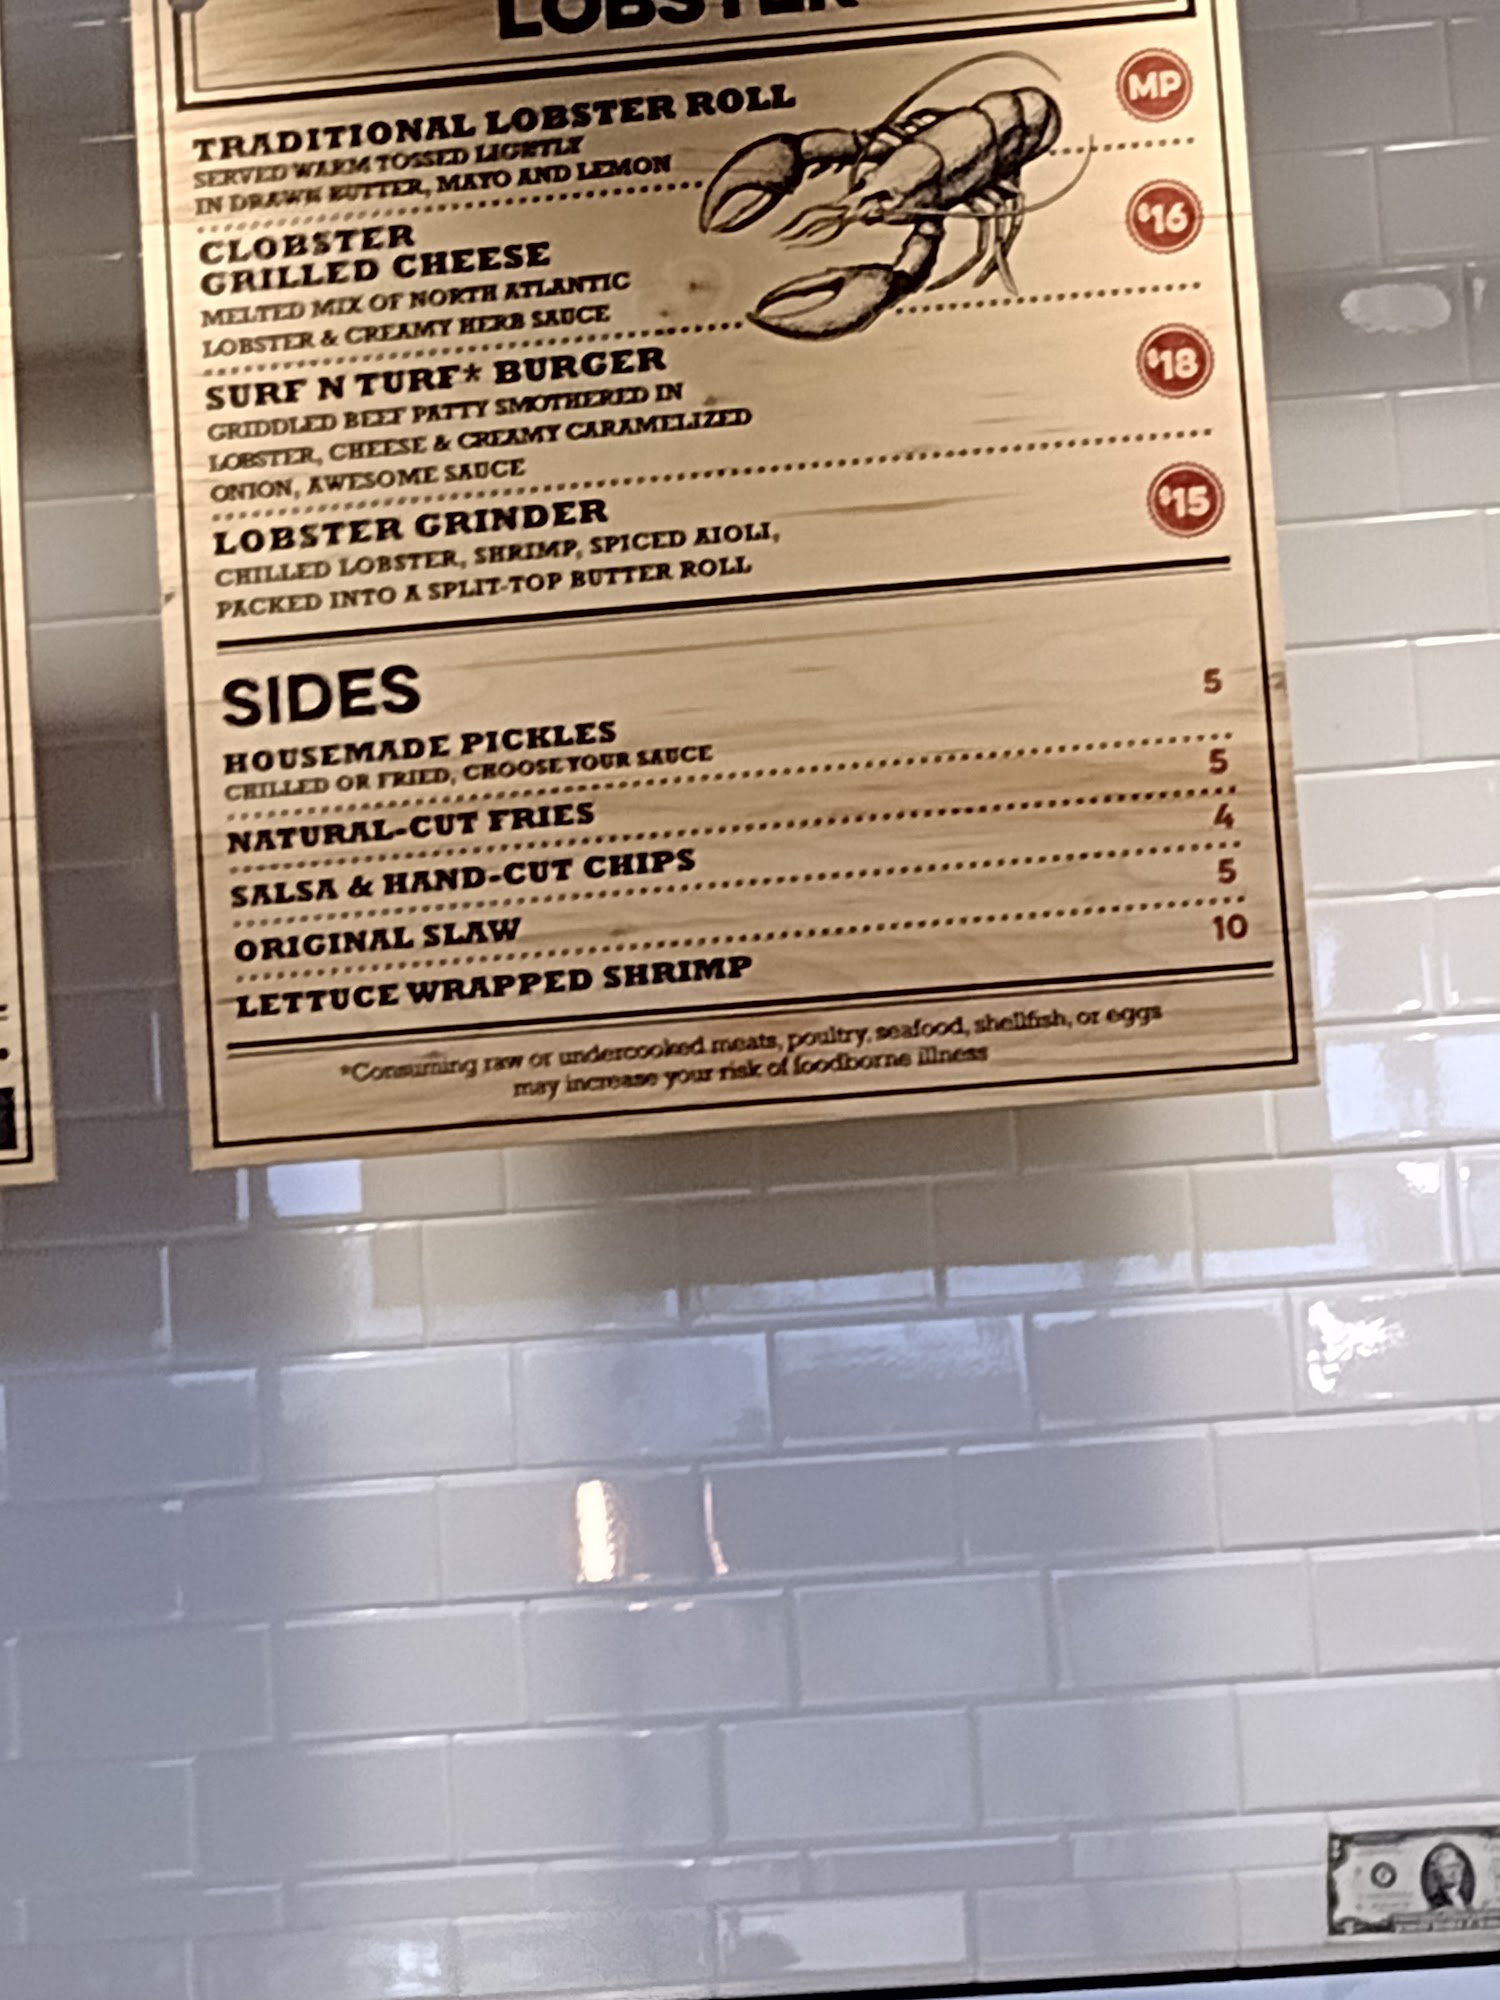 LOBSTER
TRADITIONAL LOBSTER ROLL
MP
SERVED WARM TOSSED LIGHTLY
IN DRAWN BUTTER, MAYO AND LEMON
CLOBSTER
GRILLED CHEESE
$16
MELTED MIX OF NORTH ATLANTIC
LOBSTER & CREAMY HERB SAUCE
SURF N TURF* BURGER
$18
GRIDDLED BEEF PATTY SMOTHERED IN
LOBSTER, CHEESE & CREAMY CARAMELIZED
ONION, AWESOME SAUCE
LOBSTER GRINDER
$15
CHILLED LOBSTER, SHRIMP, SPICED AIOLI,
PACKED INTO A SPLIT-TOP BUTTER ROLL
SIDES
HOUSEMADE PICKLES 5
CHILLED OR FRIED, CHOOSE YOUR SAUCE
NATURAL-CUT FRIES 5
SALSA & HAND-CUT CHIPS 4
ORIGINAL SLAW 5
LETTUCE WRAPPED SHRIMP 10
*Consuming raw or undercooked meats, poultry, seafood, shellfish, or eggs
may increase your risk of foodborne illness